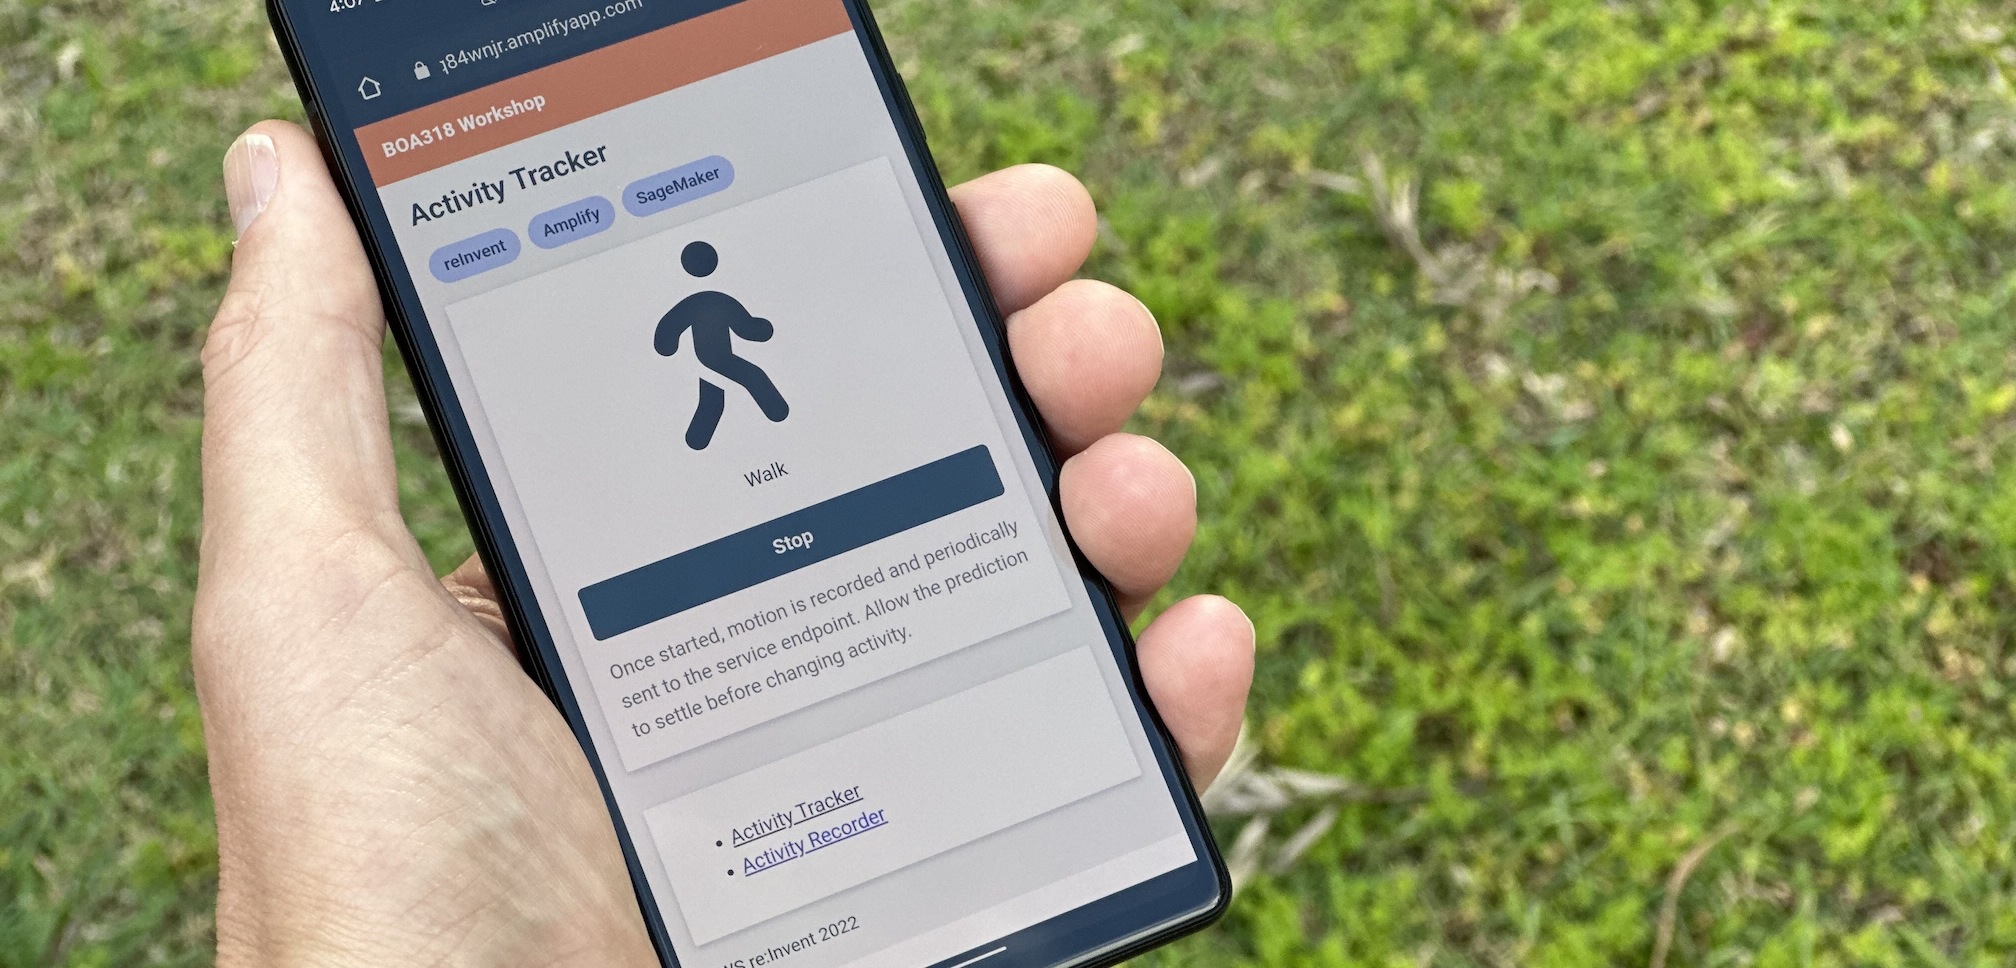 4:07
q84wnjr.amplifyapp.com
BOA318 Workshop
Activity Tracker
reInvent Amplify SageMaker
Walk
Stop
Once started, motion is recorded and periodically
sent to the service endpoint. Allow the prediction
to settle before changing activity.
Activity Tracker
Activity Recorder
WS re:Invent 2022